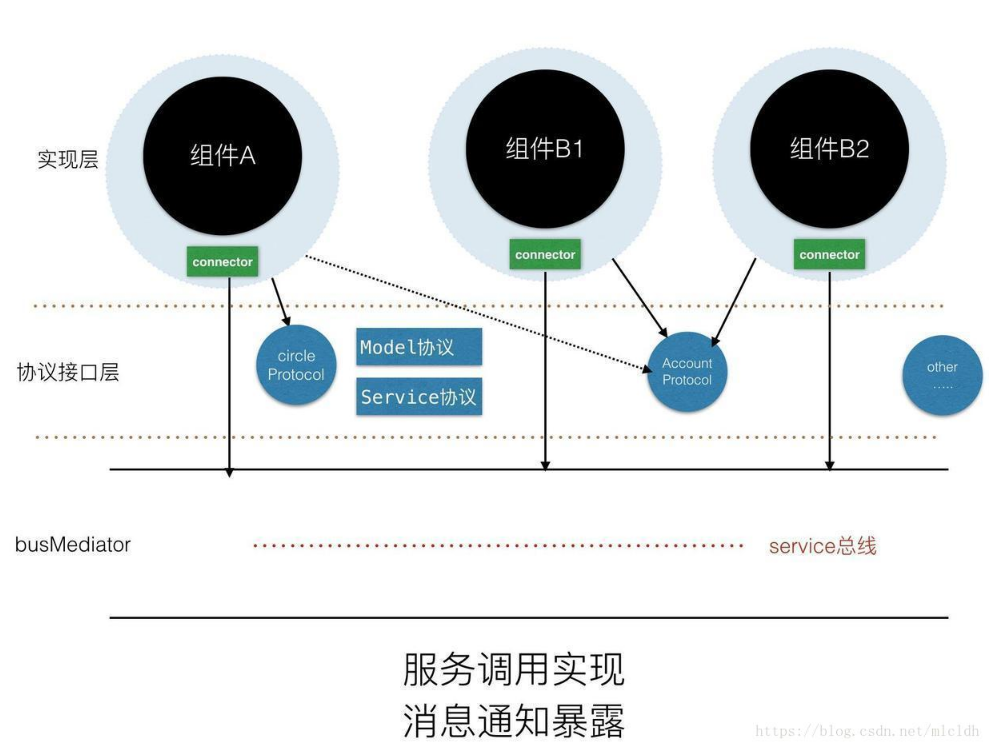 实现层
组件A
组件B1
组件B2
connector
connector
connector
协议接口层
circle
Protocol
Model协议
Service协议
Account
Protocol
other
.....
busMediator
service总线
服务调用实现
消息通知暴露
https://blog.csdn.net/mlcldh